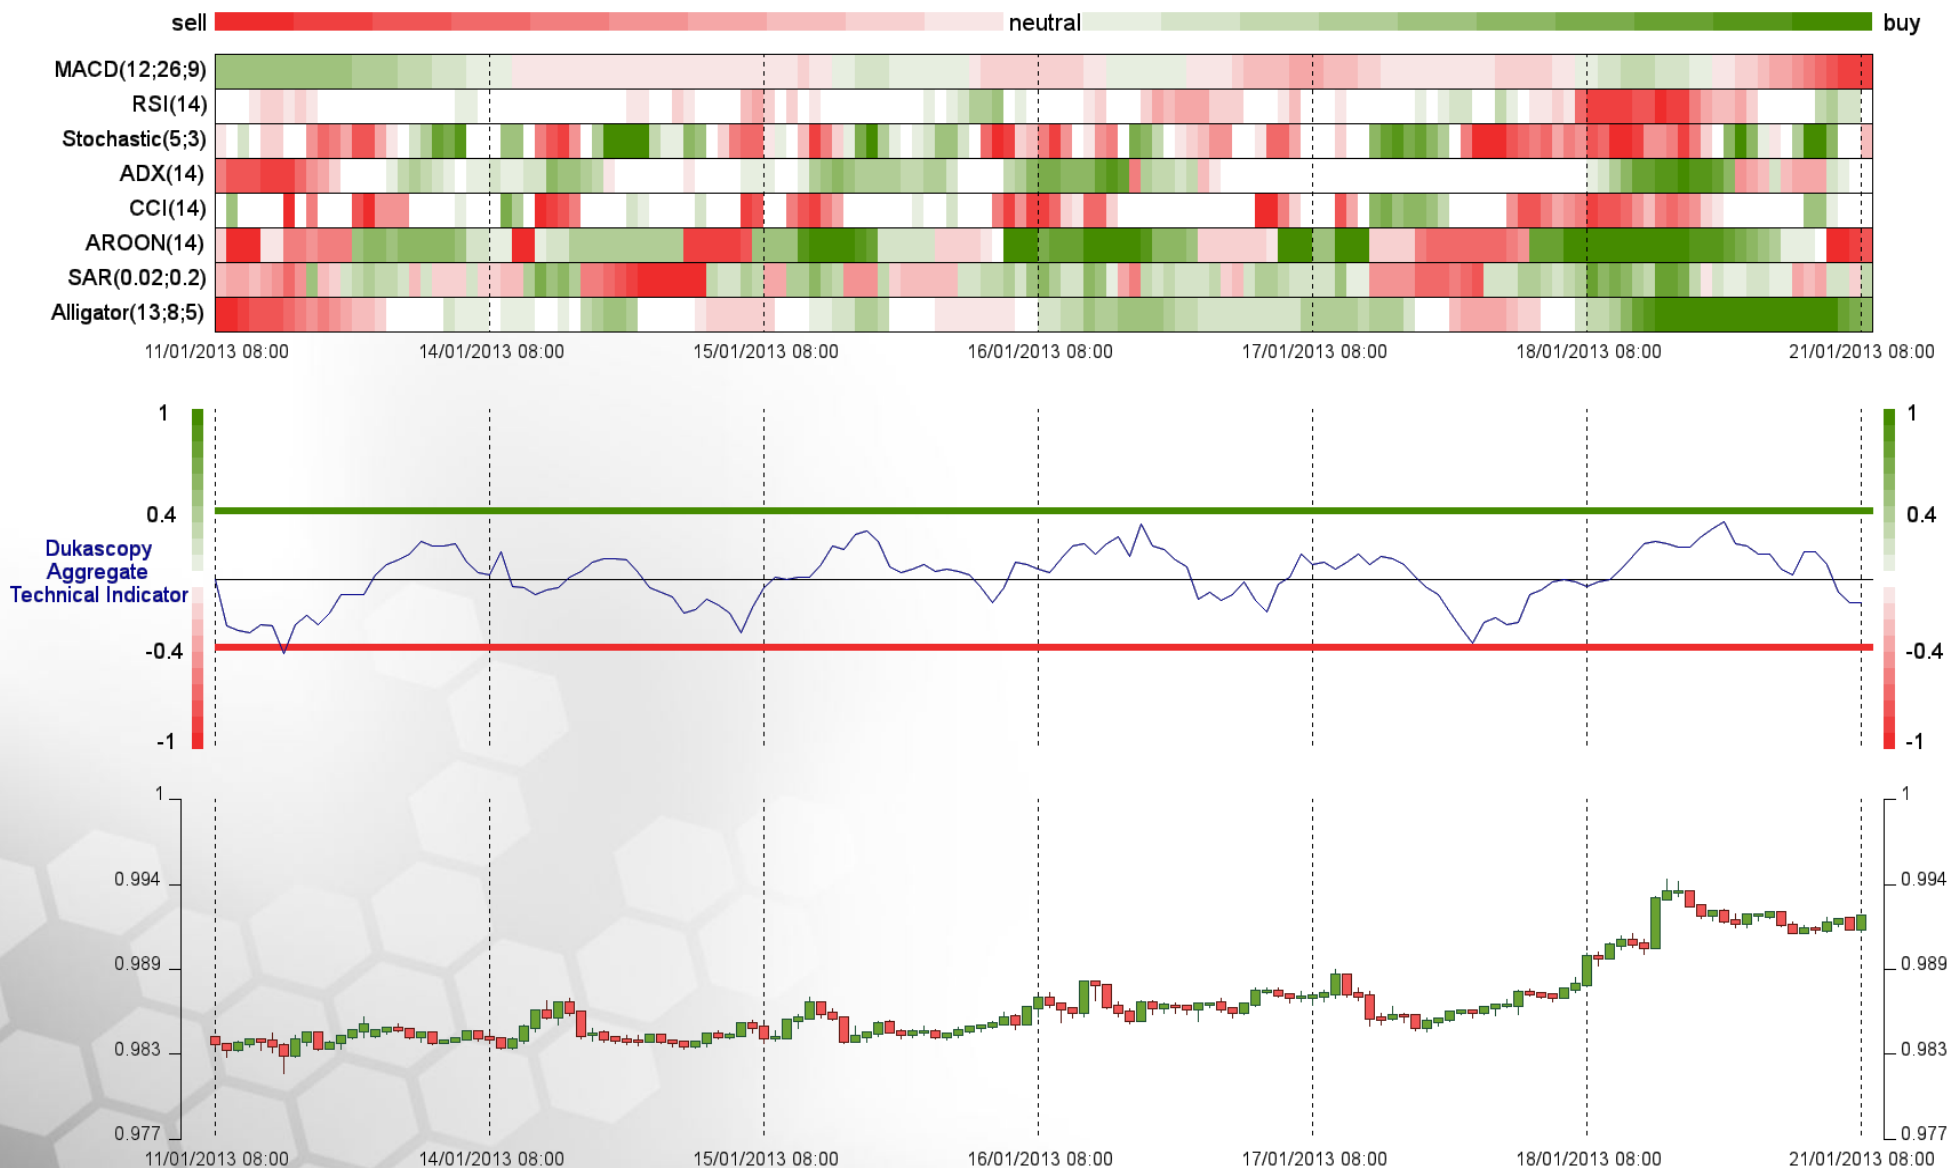 sell neutral buy
MACD(12;26;9)
RSI(14)
Stochastic(5;3)
ADX(14)
CCI(14)
AROON(14)
SAR(0.02;0.2)
Alligator(13;8;5)
11/01/2013 08:00 14/01/2013 08:00 15/01/2013 08:00 16/01/2013 08:00 17/01/2013 08:00 18/01/2013 08:00 21/01/2013 08:00
1 1
0.4 0.4
Dukascopy
Aggregate
Technical Indicator
-0.4 -0.4
-1 -1
1 1
0.994 0.994
0.989 0.989
0.983 0.983
0.977 0.977
11/01/2013 08:00 14/01/2013 08:00 15/01/2013 08:00 16/01/2013 08:00 17/01/2013 08:00 18/01/2013 08:00 21/01/2013 08:00